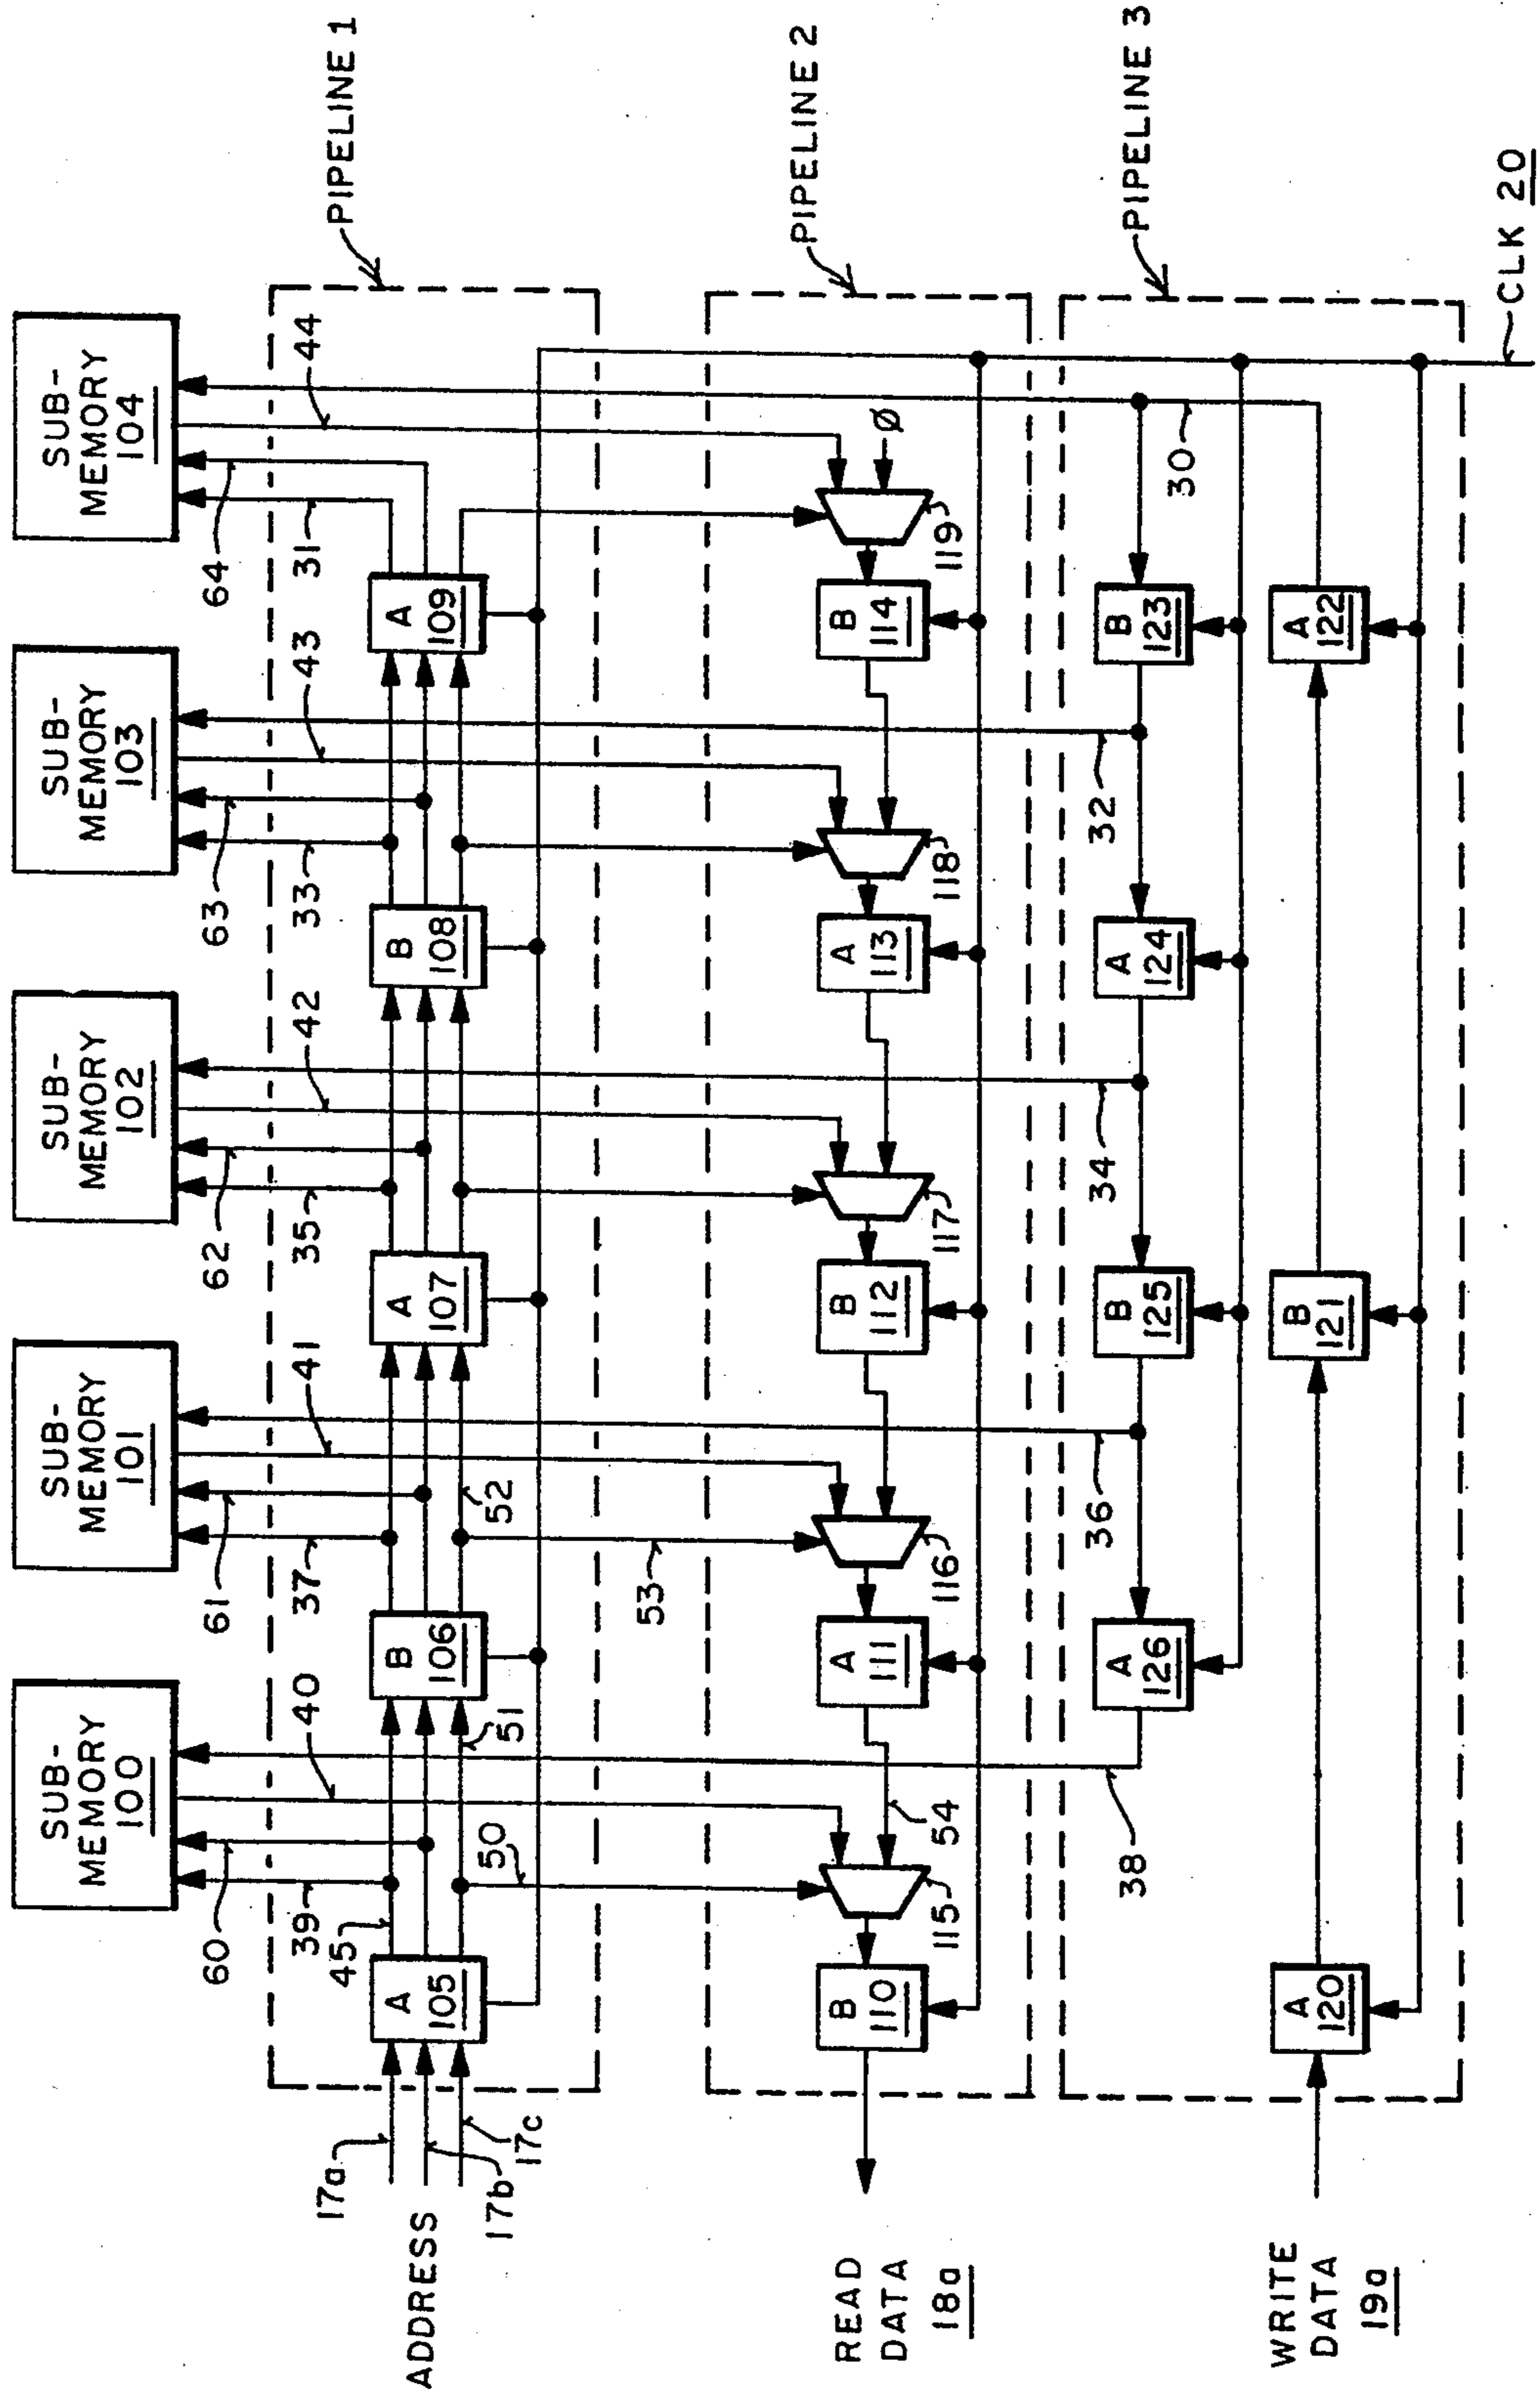 SUB-
MEMORY
100
SUB-
MEMORY
101
SUB-
MEMORY
102
SUB-
MEMORY
103
SUB-
MEMORY
104
60
39
45
40
61
37
41
62
35
42
63
33
43
64
31
44
PIPELINE 1
17a
ADDRESS
17b
17c
A
105
B
106
A
107
B
108
A
109
51
52
50
53
PIPELINE 2
READ
DATA
18a
B
110
115
54
A
111
116
B
112
117
A
113
118
B
114
119
Ø
PIPELINE 3
38
A
126
36
B
125
34
A
124
32
B
123
30
WRITE
DATA
19a
A
120
B
121
A
122
CLK 20